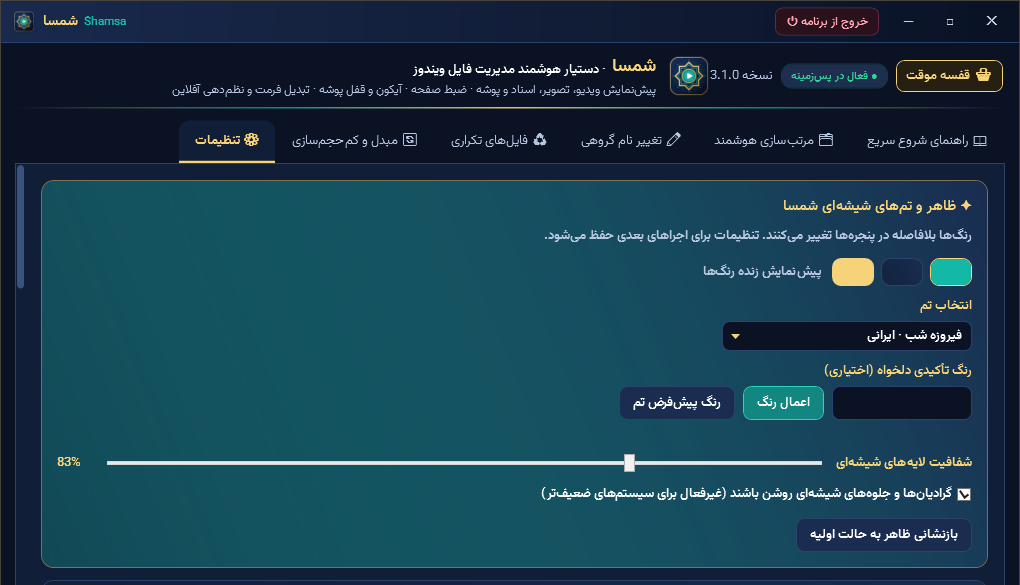 شمسا Shamsa
خروج از برنامه
شمسا · دستیار هوشمند مدیریت فایل ویندوز
پیش‌نمایش ویدیو، تصویر، اسناد و پوشه · ضبط صفحه · آیکون و قفل پوشه · تبدیل فرمت و نظم‌دهی آفلاین
نسخه 3.1.0
● فعال در پس‌زمینه
قفسه موقت
راهنمای شروع سریع
مرتب‌سازی هوشمند
تغییر نام گروهی
فایل‌های تکراری
مبدل و کم‌حجم‌سازی
تنظیمات
✦ ظاهر و تم‌های شیشه‌ای شمسا
رنگ‌ها بلافاصله در پنجره‌ها تغییر می‌کنند. تنظیمات برای اجراهای بعدی حفظ می‌شود.
پیش‌نمایش زنده رنگ‌ها
انتخاب تم
فیروزه شب · ایرانی
رنگ تأکیدی دلخواه (اختیاری)
اعمال رنگ
رنگ پیش‌فرض تم
شفافیت لایه‌های شیشه‌ای
83%
گرادیان‌ها و جلوه‌های شیشه‌ای روشن باشند (غیرفعال برای سیستم‌های ضعیف‌تر)
بازنشانی ظاهر به حالت اولیه